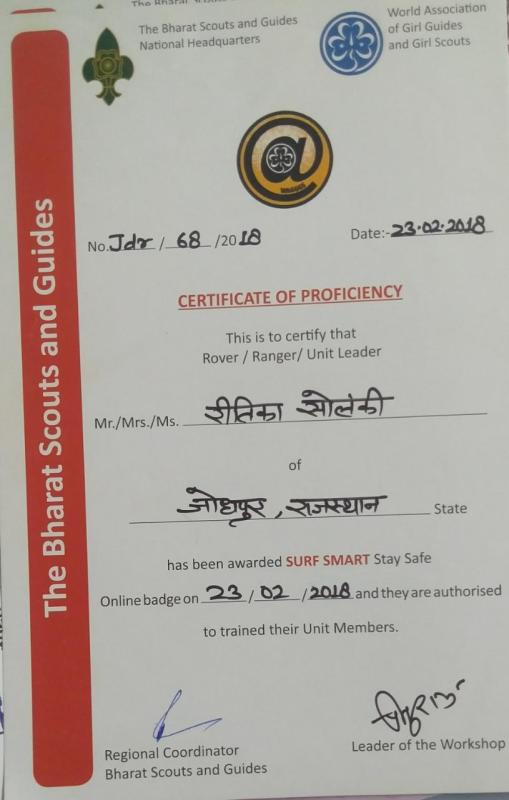 The Bharat Scouts and Guides
National Headquarters
World Association
of Girl Guides
and Girl Scouts
WAGGGS
No. Jdr / 68 /2018
Date:- 23.02.2018
CERTIFICATE OF PROFICIENCY
This is to certify that
Rover / Ranger/ Unit Leader
Mr./Mrs./Ms. रीतिका सोलंकी
of
जोधपुर, राजस्थान State
has been awarded SURF SMART Stay Safe
Online badge on 23 / 02 / 2018 and they are authorised
to trained their Unit Members.
Regional Coordinator
Bharat Scouts and Guides
Leader of the Workshop
The Bharat Scouts and Guides